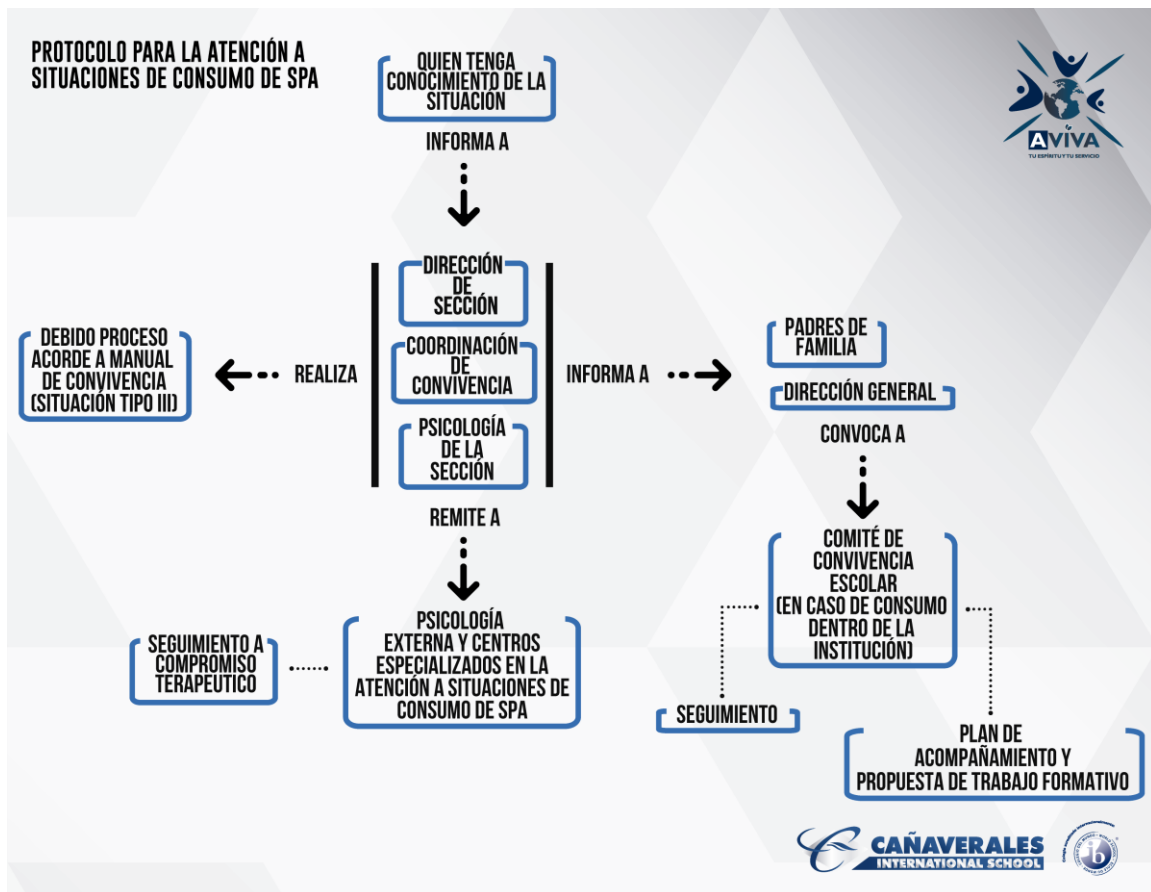 PROTOCOLO PARA LA ATENCIÓN A
SITUACIONES DE CONSUMO DE SPA
QUIEN TENGA
CONOCIMIENTO DE LA
SITUACIÓN
INFORMA A
AVIVA
TU ESPÍRITU Y TU SERVICIO
DIRECCIÓN
DE
SECCIÓN
COORDINACIÓN
DE
CONVIVENCIA
PSICOLOGÍA
DE LA
SECCIÓN
REALIZA
DEBIDO PROCESO
ACORDE A MANUAL
DE CONVIVENCIA
(SITUACIÓN TIPO III)
INFORMA A
PADRES DE
FAMILIA
DIRECCIÓN GENERAL
CONVOCA A
COMITÉ DE
CONVIVENCIA
ESCOLAR
(EN CASO DE CONSUMO
DENTRO DE LA
INSTITUCIÓN)
SEGUIMIENTO
PLAN DE
ACOMPAÑAMIENTO Y
PROPUESTA DE TRABAJO FORMATIVO
REMITE A
PSICOLOGÍA
EXTERNA Y CENTROS
ESPECIALIZADOS EN LA
ATENCIÓN A SITUACIONES DE
CONSUMO DE SPA
SEGUIMIENTO A
COMPROMISO
TERAPEUTICO
CAÑAVERALES
INTERNATIONAL SCHOOL
ib